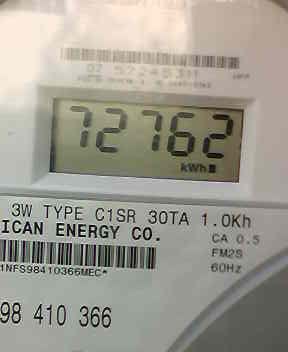 72762
kWh
3W TYPE C1SR 30TA 1.0Kh
ICAN ENERGY CO.
CA 0.5
FM2S
1NFS98410366MEC*
60Hz
98 410 366